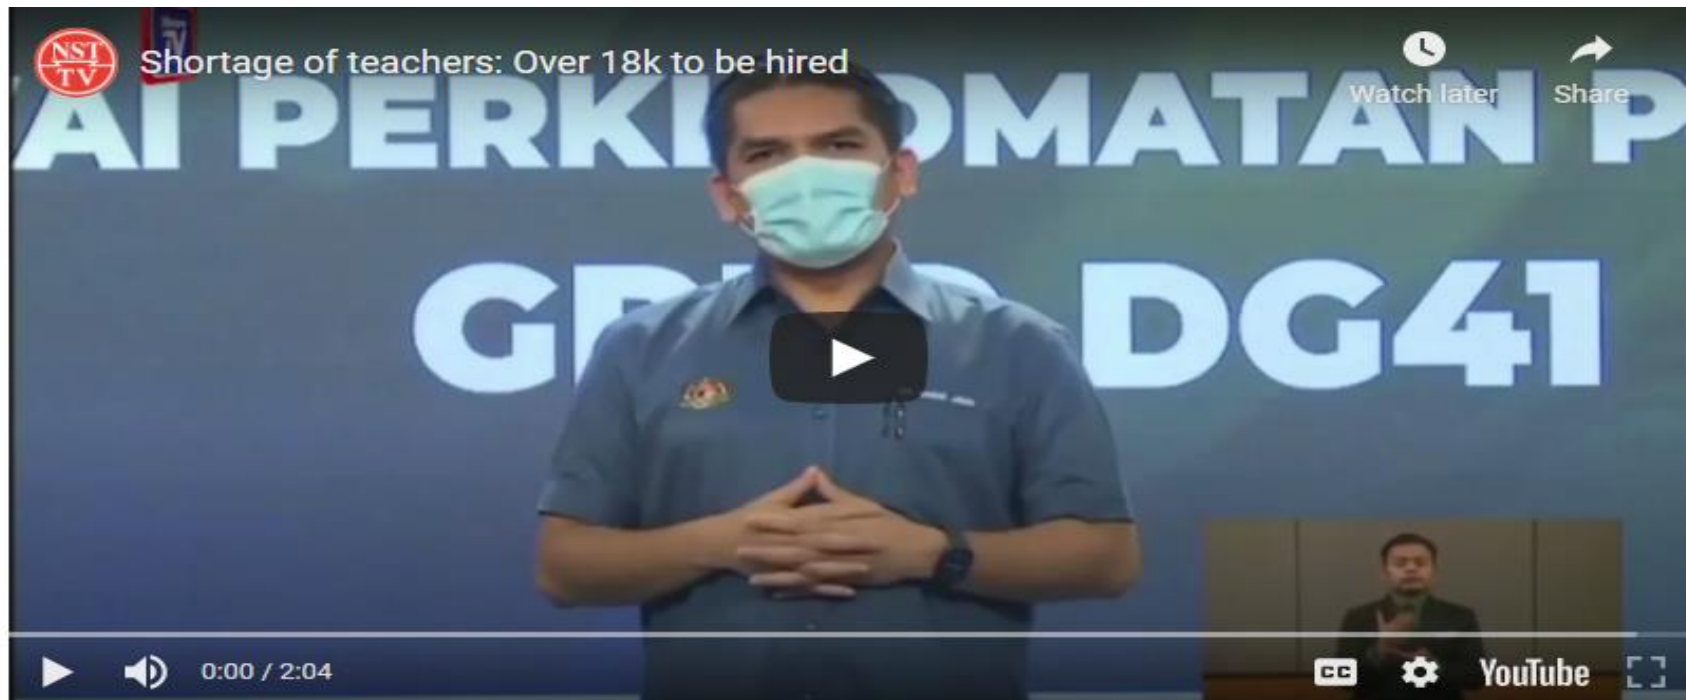 NST
TV
Shortage of teachers: Over 18k to be hired
Watch later
Share
DG41
0:00 / 2:04
CC
YouTube